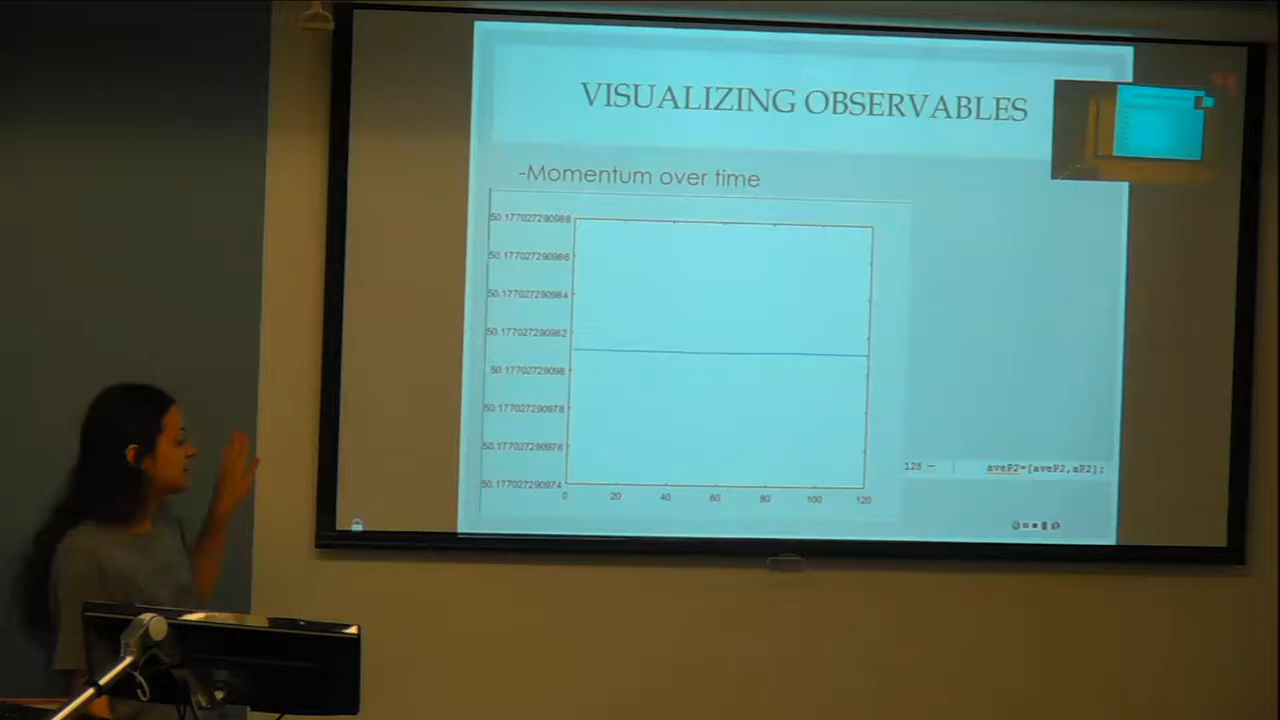 VISUALIZING OBSERVABLES
-Momentum over time
50.177027290988
50.177027290986
50.177027290984
50.177027290982
50.17702729098
50.177027290978
50.177027290976
50.177027290974
0 20 40 60 80 100 120
128 – aveP2=[aveP2,aP2];